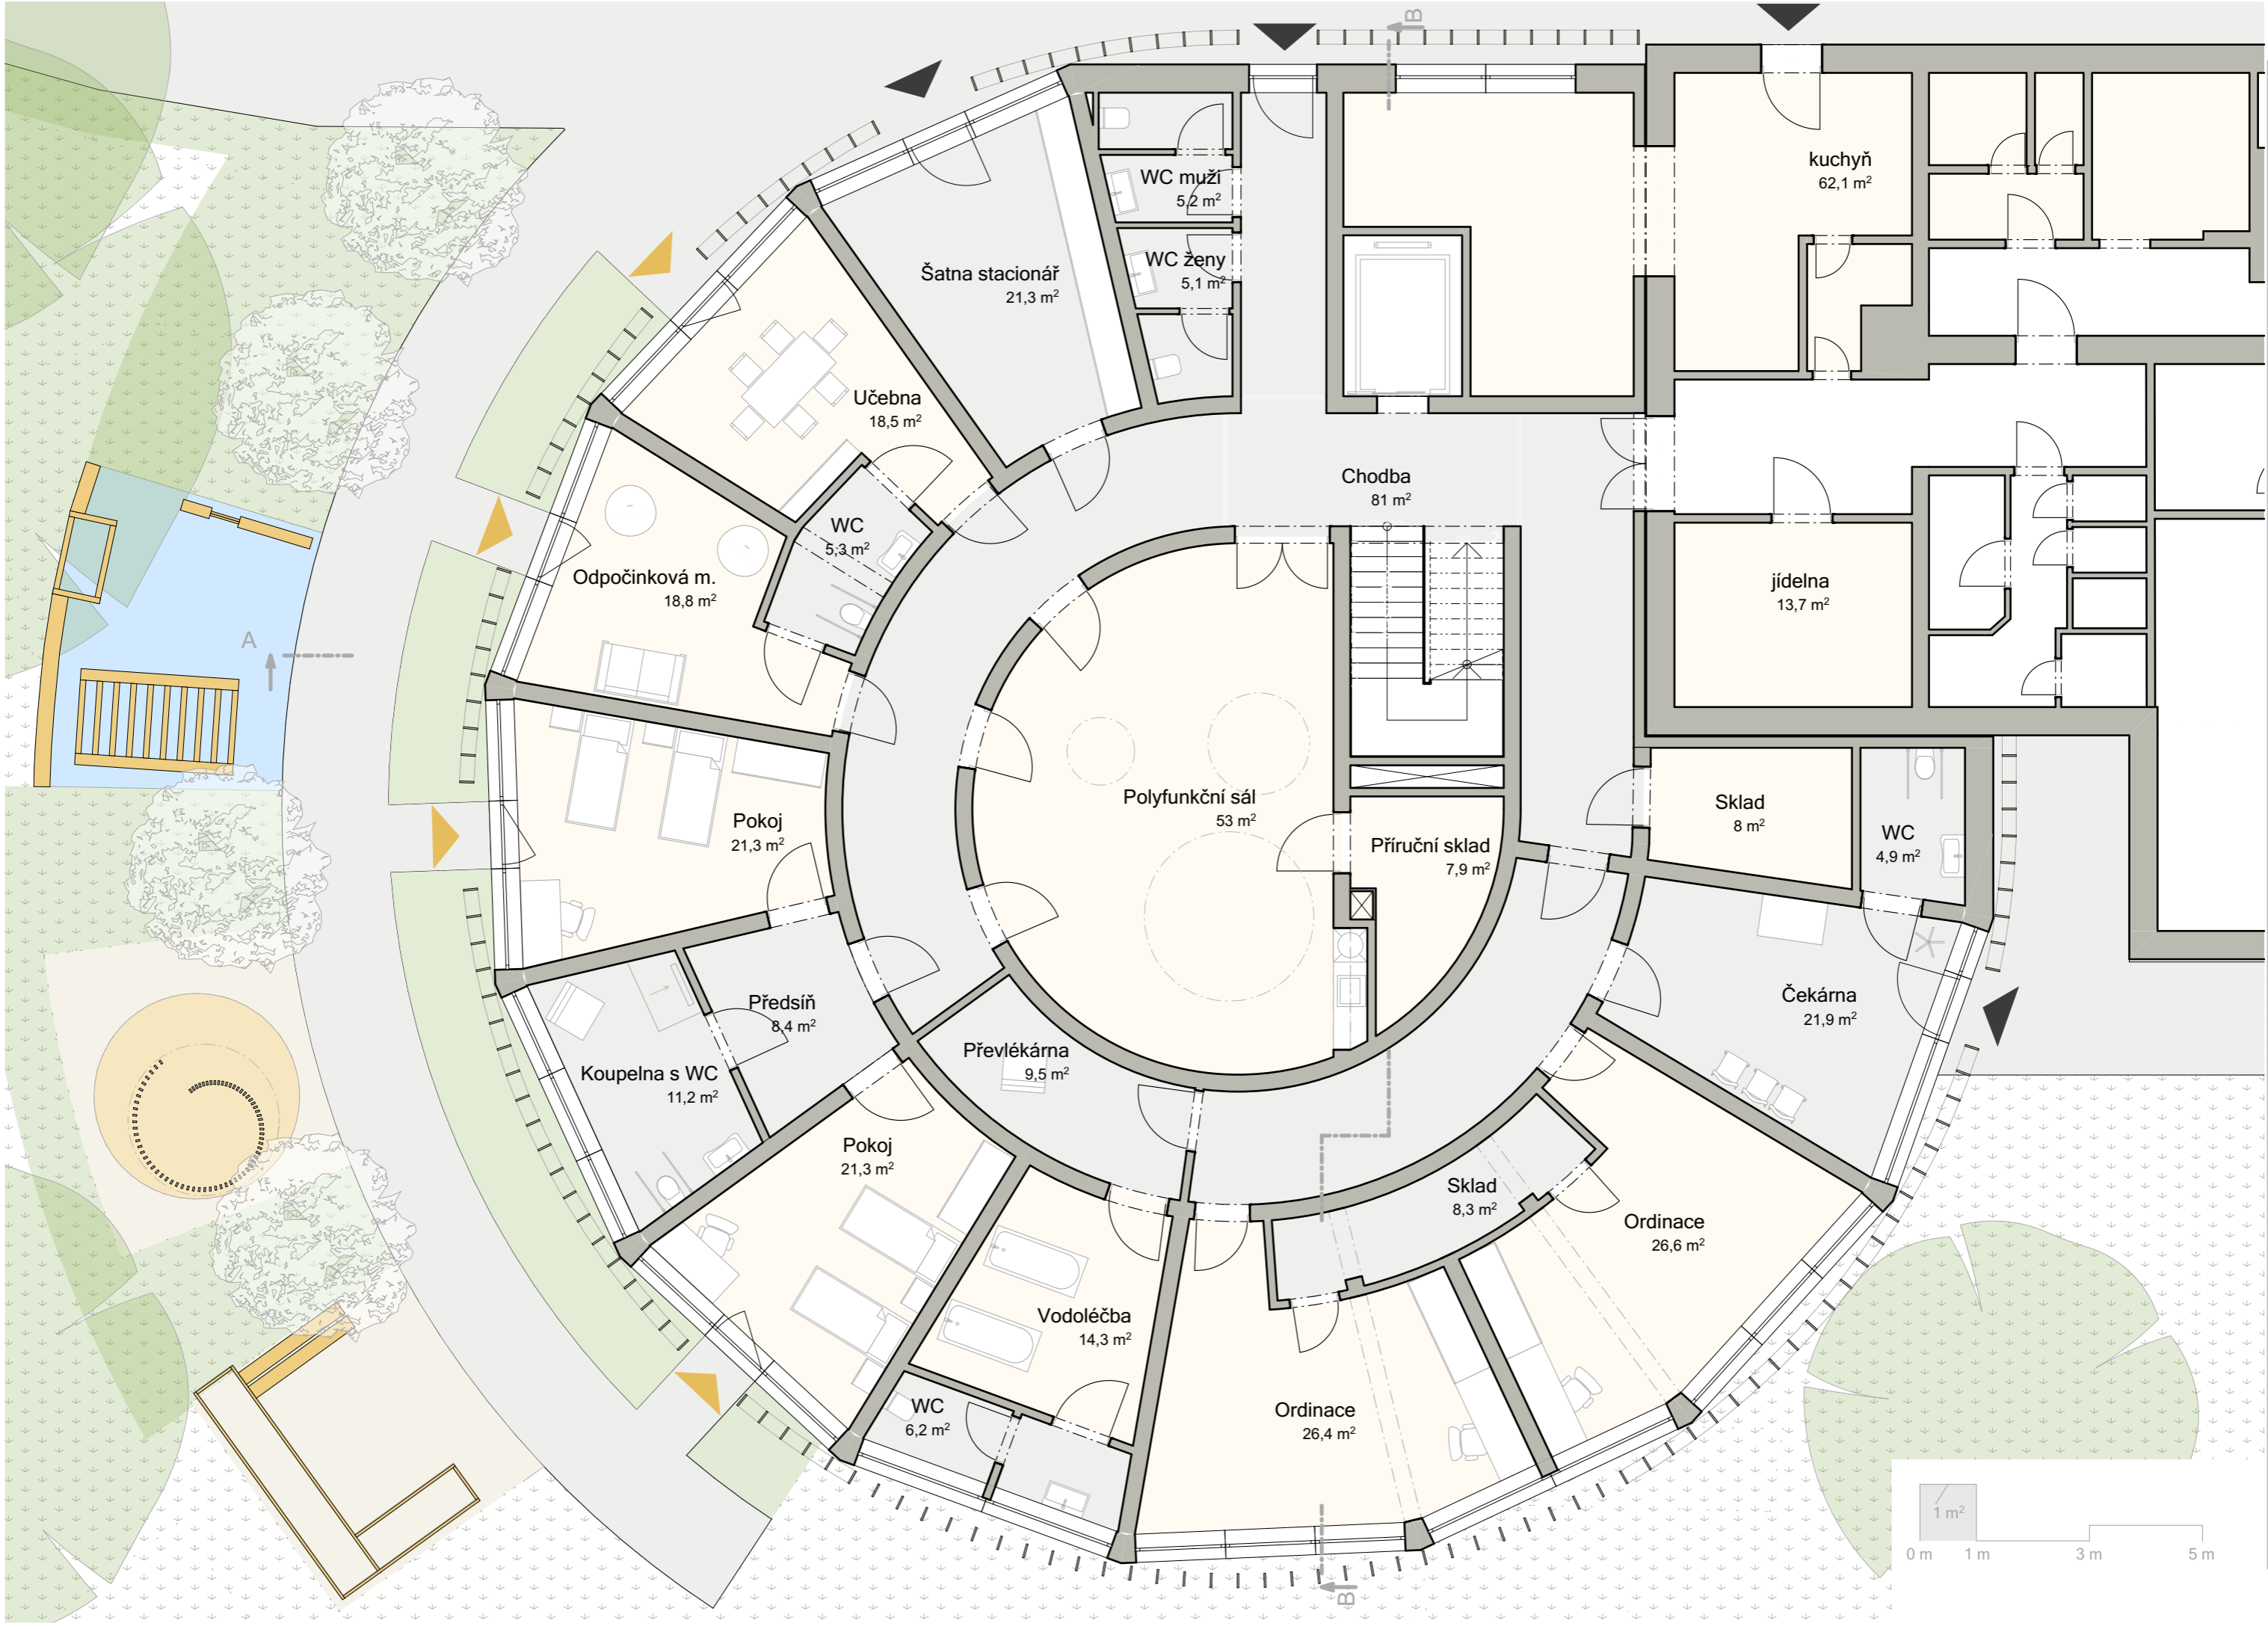 B
kuchyň
62,1 m²
WC muži
5,2 m²
WC ženy
5,1 m²
Šatna stacionář
21,3 m²
Učebna
18,5 m²
Chodba
81 m²
WC
5,3 m²
Odpočinková m.
18,8 m²
jídelna
13,7 m²
A
Polyfunkční sál
53 m²
Sklad
8 m²
Pokoj
21,3 m²
WC
4,9 m²
Příruční sklad
7,9 m²
Předsíň
8,4 m²
Čekárna
21,9 m²
Převlékárna
9,5 m²
Koupelna s WC
11,2 m²
Pokoj
21,3 m²
Sklad
8,3 m²
Ordinace
26,6 m²
Vodoléčba
14,3 m²
WC
6,2 m²
Ordinace
26,4 m²
1 m²
0 m 1 m 3 m 5 m
B